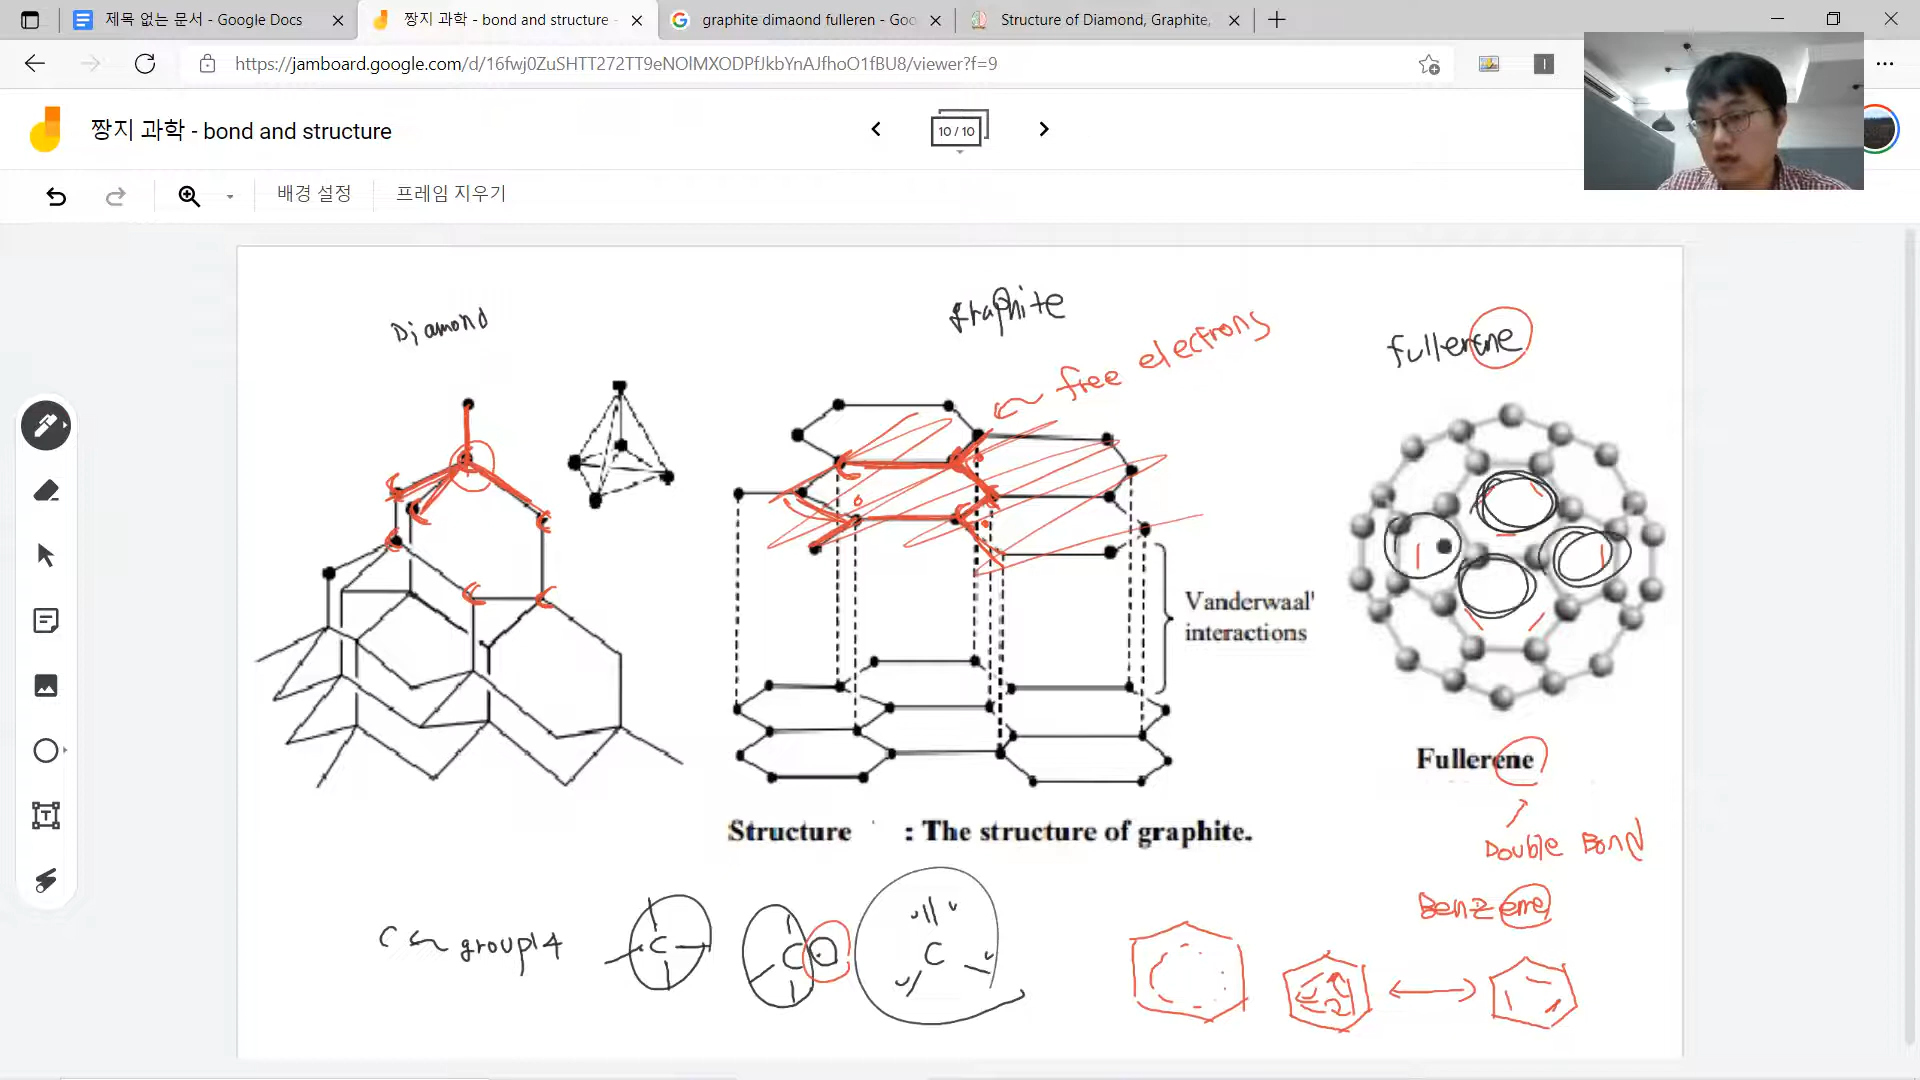 제목 없는 문서 - Google Docs
짱지 과학 - bond and structure -
graphite dimaond fulleren - Goo
Structure of Diamond, Graphite,
https://jamboard.google.com/d/16fwj0ZuSHTT272TT9eNOlMXODPfJkbYnAJfhoO1fBU8/viewer?f=9
짱지 과학 - bond and structure
10 / 10
배경 설정
프레임 지우기
Diamond
graphite
free electrons
fullerene
Vanderwaal'
interactions
Fullerene
Structure : The structure of graphite.
Double Bond
Benzene
C group14
C
C
C